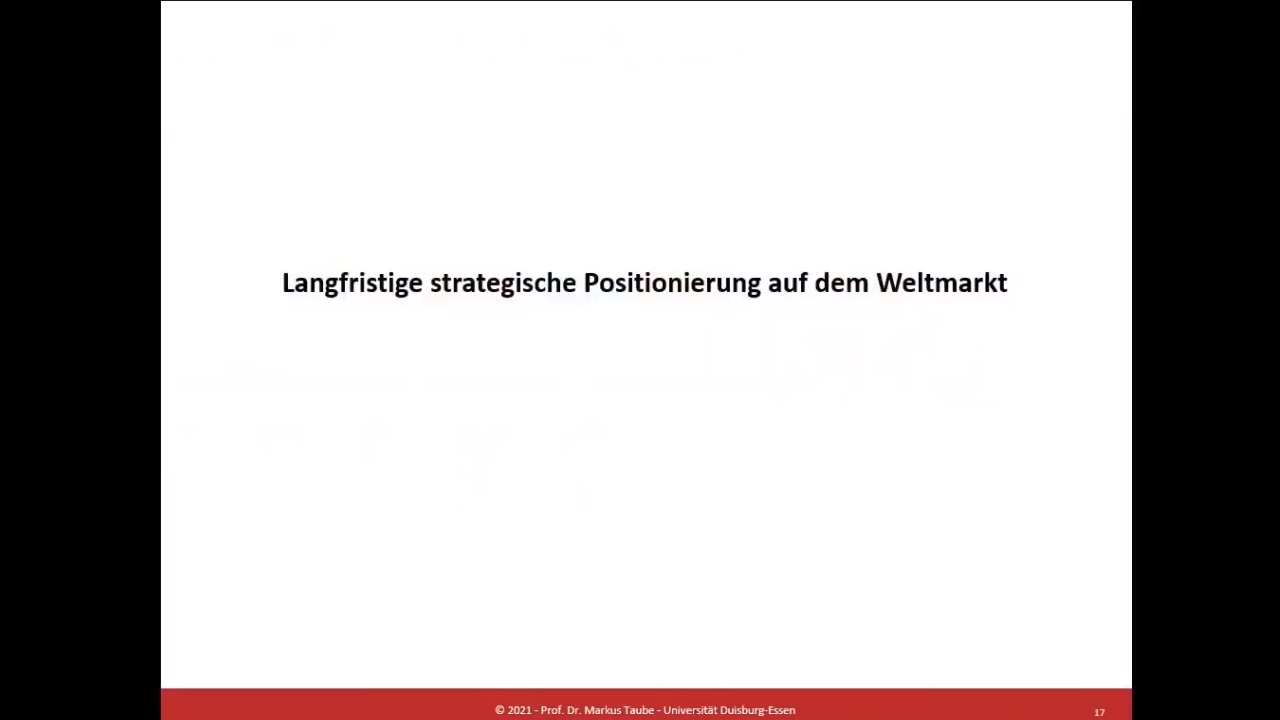 Langfristige strategische Positionierung auf dem Weltmarkt
© 2021 - Prof. Dr. Markus Taube - Universität Duisburg-Essen
17